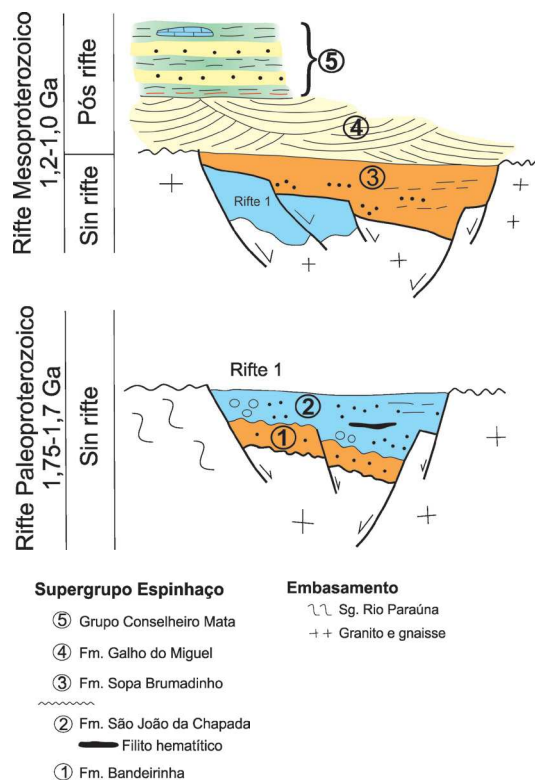 Rifte Mesoproterozoico
1,2-1,0 Ga
Pós rifte
Sin rifte
5
4
3
Rifte 1
Rifte Paleoproterozoico
1,75-1,7 Ga
Sin rifte
Rifte 1
2
1
Supergrupo Espinhaço
5 Grupo Conselheiro Mata
4 Fm. Galho do Miguel
3 Fm. Sopa Brumadinho
2 Fm. São João da Chapada
Filito hematítico
1 Fm. Bandeirinha
Embasamento
Sg. Rio Paraúna
Granito e gnaisse